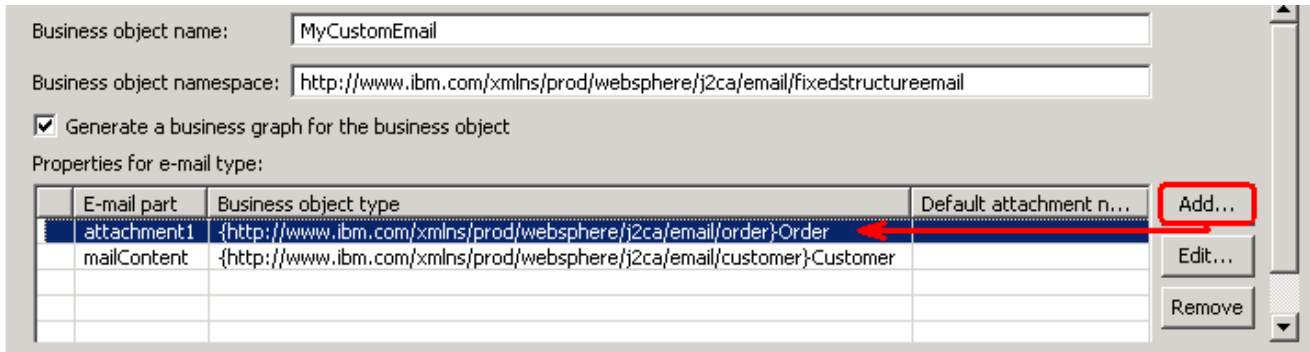 Business object name: MyCustomEmail
Business object namespace: http://www.ibm.com/xmlns/prod/websphere/j2ca/email/fixedstructureemail
Generate a business graph for the business object
Properties for e-mail type:
E-mail part Business object type Default attachment n... Add...
attachment1 {http://www.ibm.com/xmlns/prod/websphere/j2ca/email/order}Order
mailContent {http://www.ibm.com/xmlns/prod/websphere/j2ca/email/customer}Customer Edit...
Remove